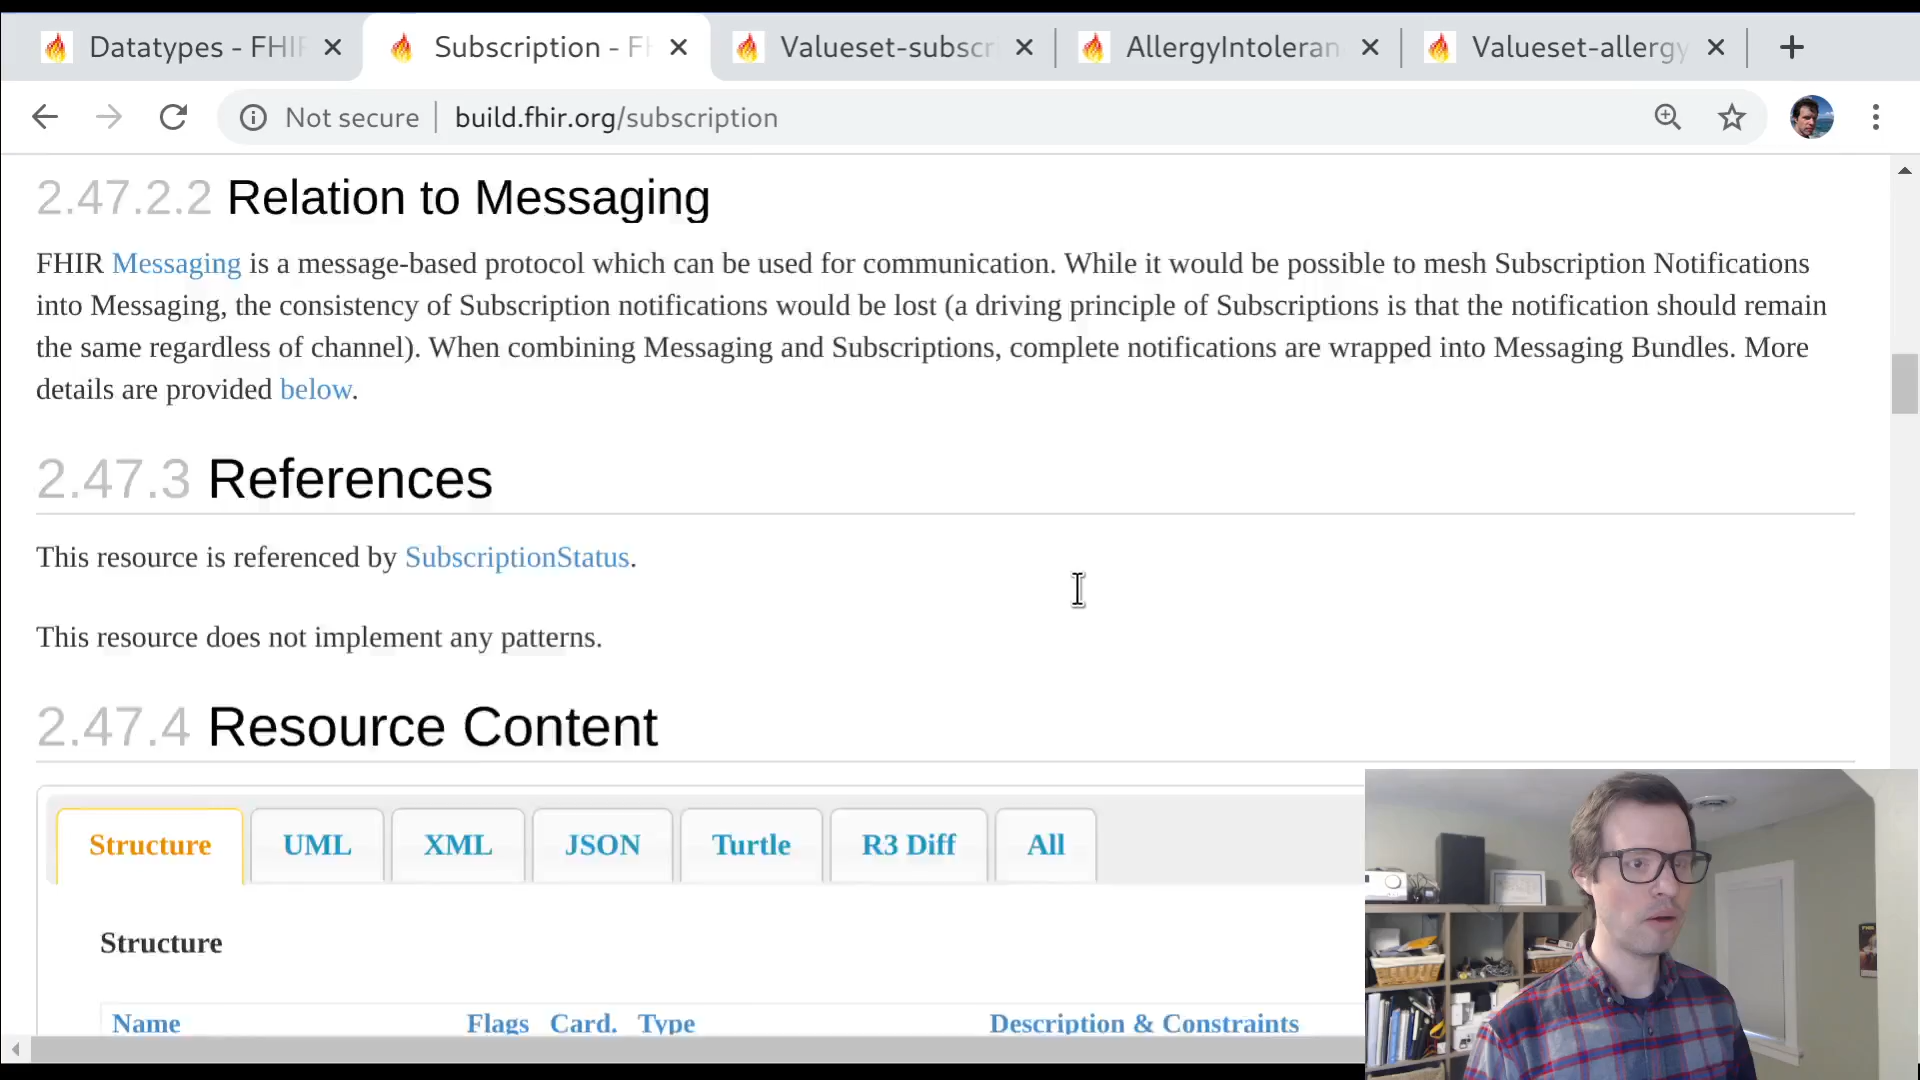 Datatypes - FHIR
Subscription - F
Valueset-subscr
AllergyIntoleran
Valueset-allergy
Not secure
build.fhir.org/subscription
2.47.2.2 Relation to Messaging
FHIR Messaging is a message-based protocol which can be used for communication. While it would be possible to mesh Subscription Notifications
into Messaging, the consistency of Subscription notifications would be lost (a driving principle of Subscriptions is that the notification should remain
the same regardless of channel). When combining Messaging and Subscriptions, complete notifications are wrapped into Messaging Bundles. More
details are provided below.
2.47.3 References
This resource is referenced by SubscriptionStatus.
This resource does not implement any patterns.
2.47.4 Resource Content
Structure UML XML JSON Turtle R3 Diff All
Structure
Name Flags Card. Type Description & Constraints